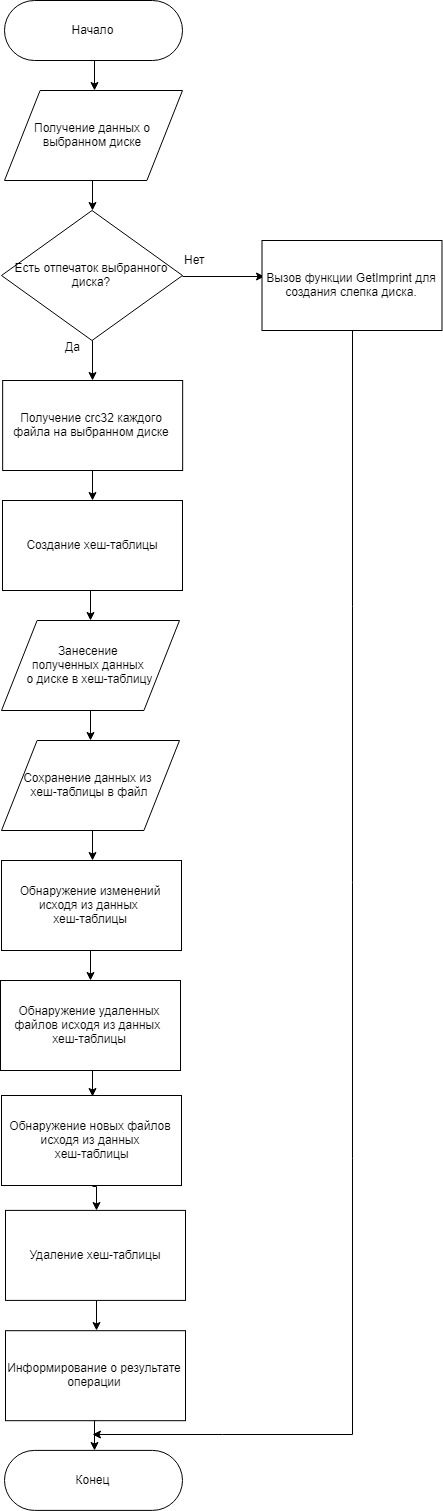 Начало
Получение данных о
выбранном диске
Есть отпечаток выбранного
диска?
Нет
Вызов функции GetImprint для
создания слепка диска.
Да
Получение crc32 каждого
файла на выбранном диске
Создание хеш-таблицы
Занесение
полученных данных
о диске в хеш-таблицу
Сохранение данных из
хеш-таблицы в файл
Обнаружение изменений
исходя из данных
хеш-таблицы
Обнаружение удаленных
файлов исходя из данных
хеш-таблицы
Обнаружение новых файлов
исходя из данных
хеш-таблицы
Удаление хеш-таблицы
Информирование о результате
операции
Конец